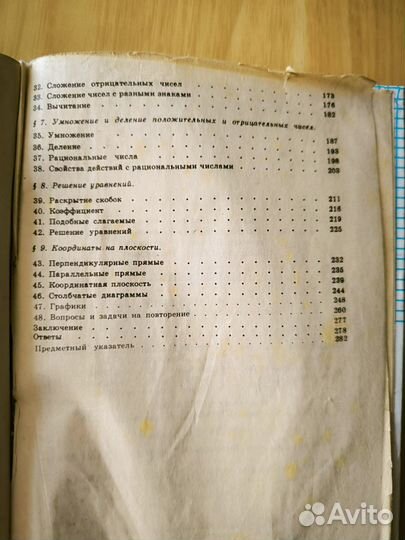 32. Сложение отрицательных чисел . . . . . . . 173
33. Сложение чисел с разными знаками . . . . . . 176
34. Вычитание . . . . . . . . . . . 182
§ 7. Умножение и деление положительных и отрицательных чисел.
35. Умножение . . . . . . . . . . . 187
36. Деление . . . . . . . . . . . 193
37. Рациональные числа . . . . . . . . . 198
38. Свойства действий с рациональными числами . . . . 203
§ 8. Решение уравнений.
39. Раскрытие скобок . . . . . . . . . . 211
40. Коэффициент . . . . . . . . . . . 216
41. Подобные слагаемые . . . . . . . . . 219
42. Решение уравнений . . . . . . . . . 225
§ 9. Координаты на плоскости.
43. Перпендикулярные прямые . . . . . . . . 232
44. Параллельные прямые . . . . . . . . . 235
45. Координатная плоскость . . . . . . . . 239
46. Столбчатые диаграммы . . . . . . . . . 244
47. Графики . . . . . . . . . . . 248
48. Вопросы и задачи на повторение . . . . . . . 260
Заключение . . . . . . . . . . . 277
Ответы . . . . . . . . . . . 278
Предметный указатель . . . . . . . . . 282
Avito